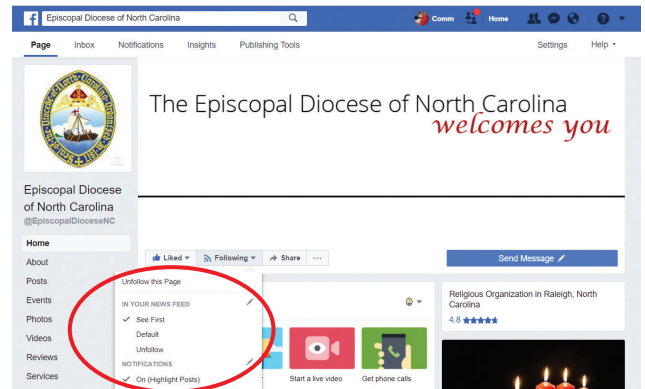 Episcopal Diocese of North Carolina
Comm
Home
Page Inbox Notifications Insights Publishing Tools Settings Help
The Episcopal Diocese of North Carolina
welcomes you
Episcopal Diocese
of North Carolina
@EpiscopalDioceseNC
Home
About
Posts
Events
Photos
Videos
Reviews
Services
Liked Following Share ...
Send Message
Unfollow this Page
IN YOUR NEWS FEED
See First
Default
Unfollow
NOTIFICATIONS
On (Highlight Posts)
Start a live video
Get phone calls
Religious Organization in Raleigh, North
Carolina
4.8